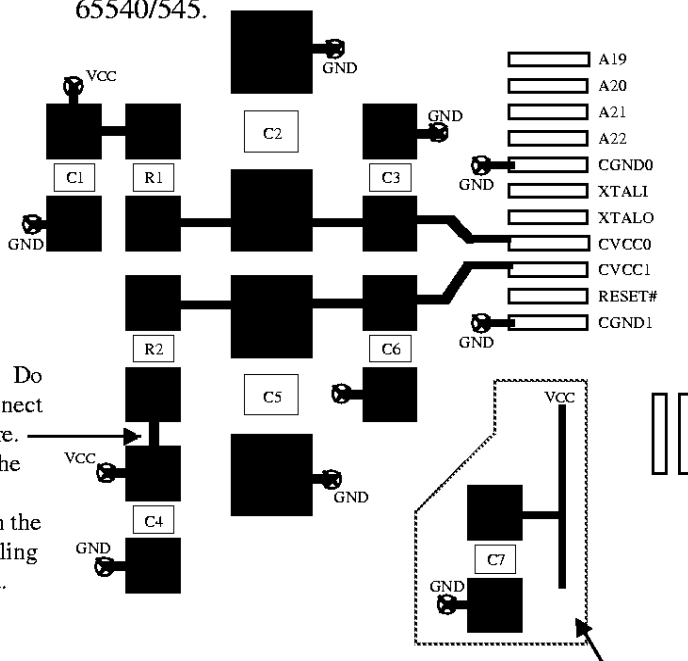 65540/545.
VCC
GND
GND
C1
R1
C2
C3
GND
GND
GND
A19
A20
A21
A22
CGND0
XTALI
XTALO
CVCC0
CVCC1
RESET#
CGND1
GND
R2
C5
C6
Do
nect
re.
he
VCC
GND
C4
GND
n the
ling
VCC
C7
GND